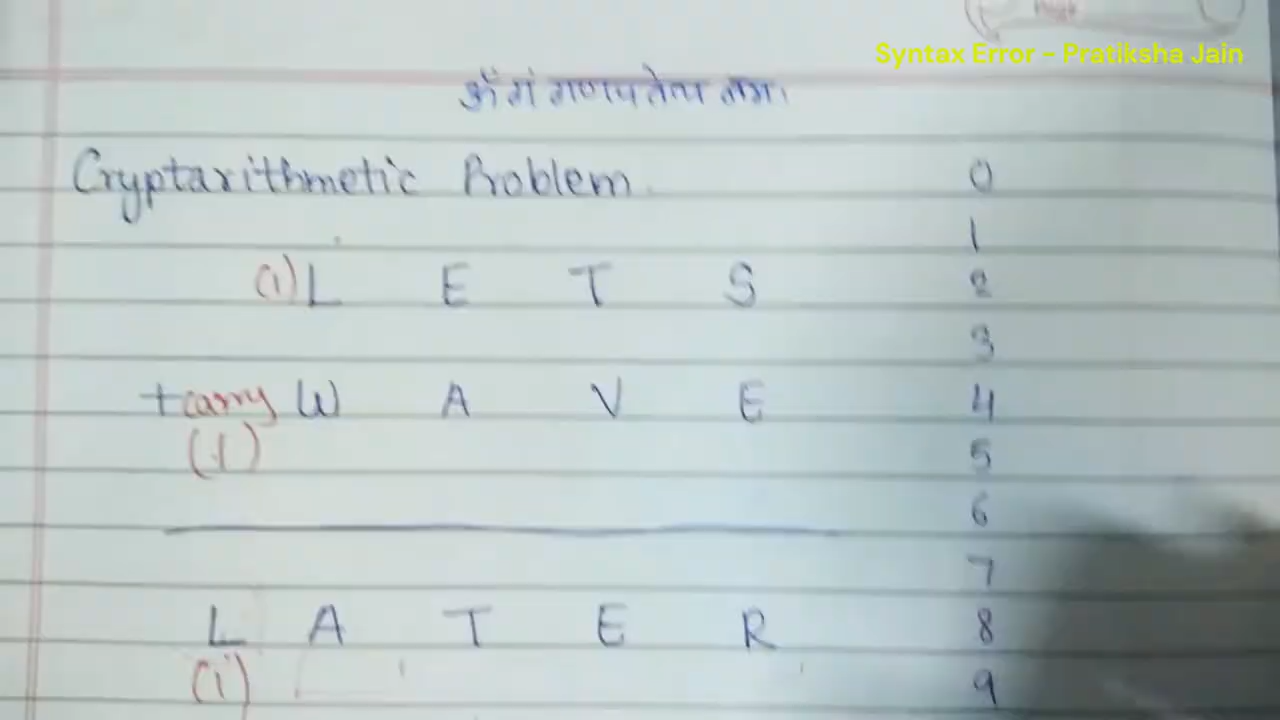 Syntax Error - Pratiksha Jain
ॐ गं गणपतेय नमः।
Cryptarithmetic Problem. 0
1
(1) L E T S 2
3
+ carry W A V E 4
(1) 5
6
7
L A T E R 8
(1) 9